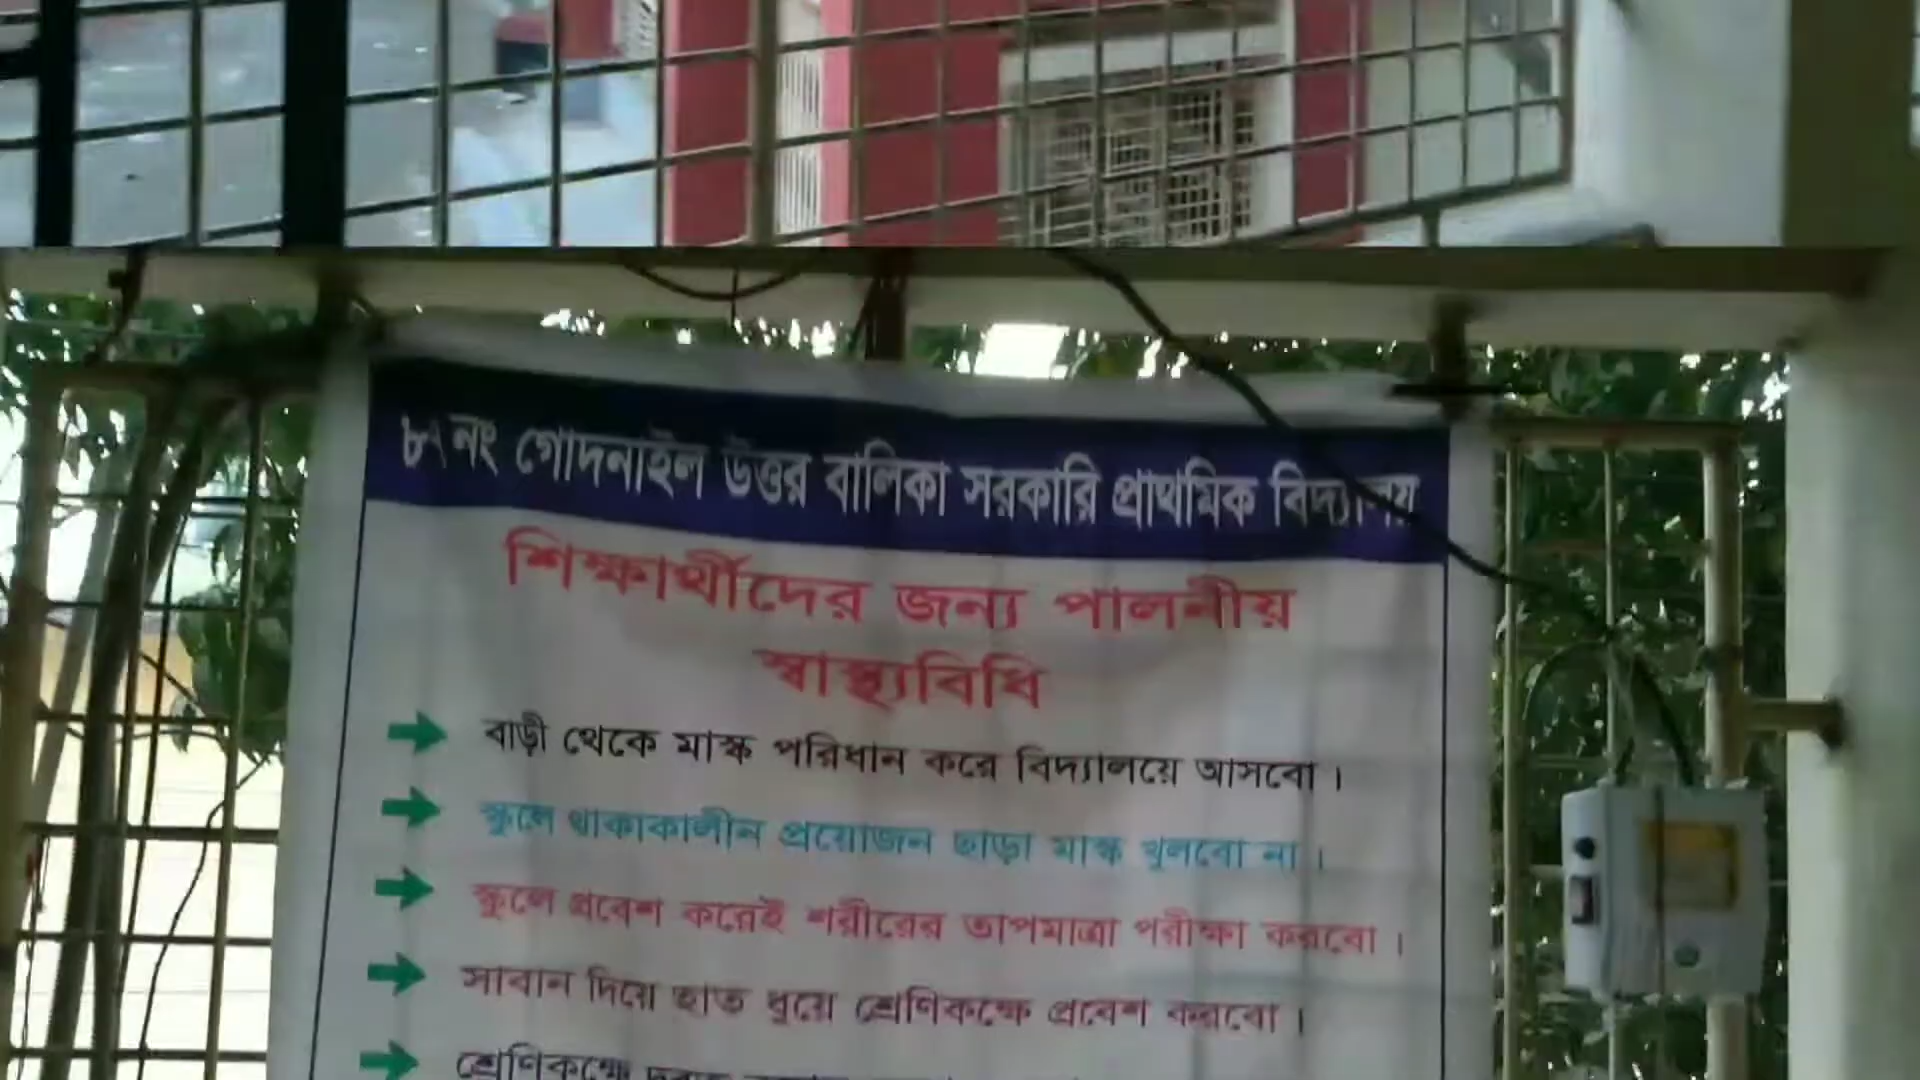 নং গোদনাইল উত্তর বালিকা সরকারি প্রাথমিক বিদ্যালয়
শিক্ষার্থীদের জন্য পালনীয়
স্বাস্থ্যবিধি
বাড়ী থেকে মাস্ক পরিধান করে বিদ্যালয়ে আসবো।
স্কুলে থাকাকালীন প্রয়োজন ছাড়া মাস্ক খুলবো না।
স্কুলে প্রবেশ করেই শরীরের তাপমাত্রা পরীক্ষা করবো।
সাবান দিয়ে হাত ধুয়ে শ্রেণিকক্ষে প্রবেশ করবো।
শ্রেণিকক্ষে